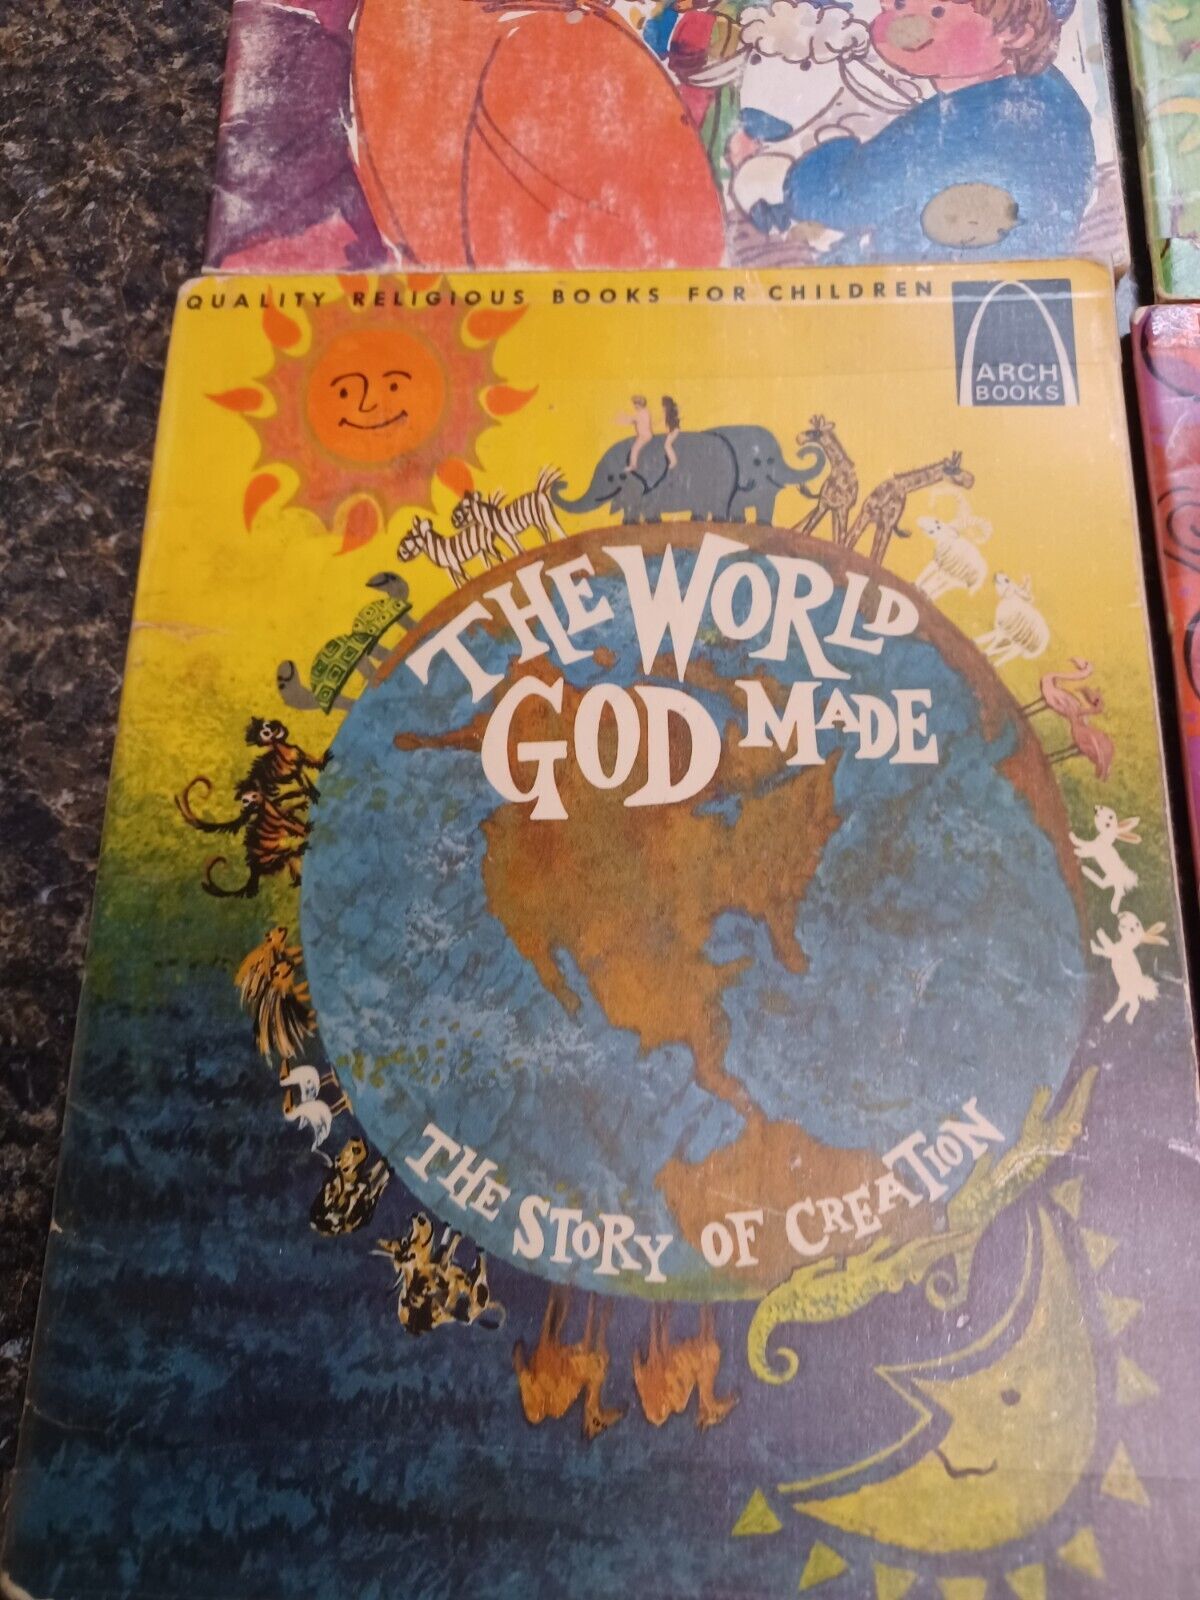 QUALITY RELIGIOUS BOOKS FOR CHILDREN
ARCH
BOOKS
THE WORLD
GOD MADE
THE STORY OF CREATION